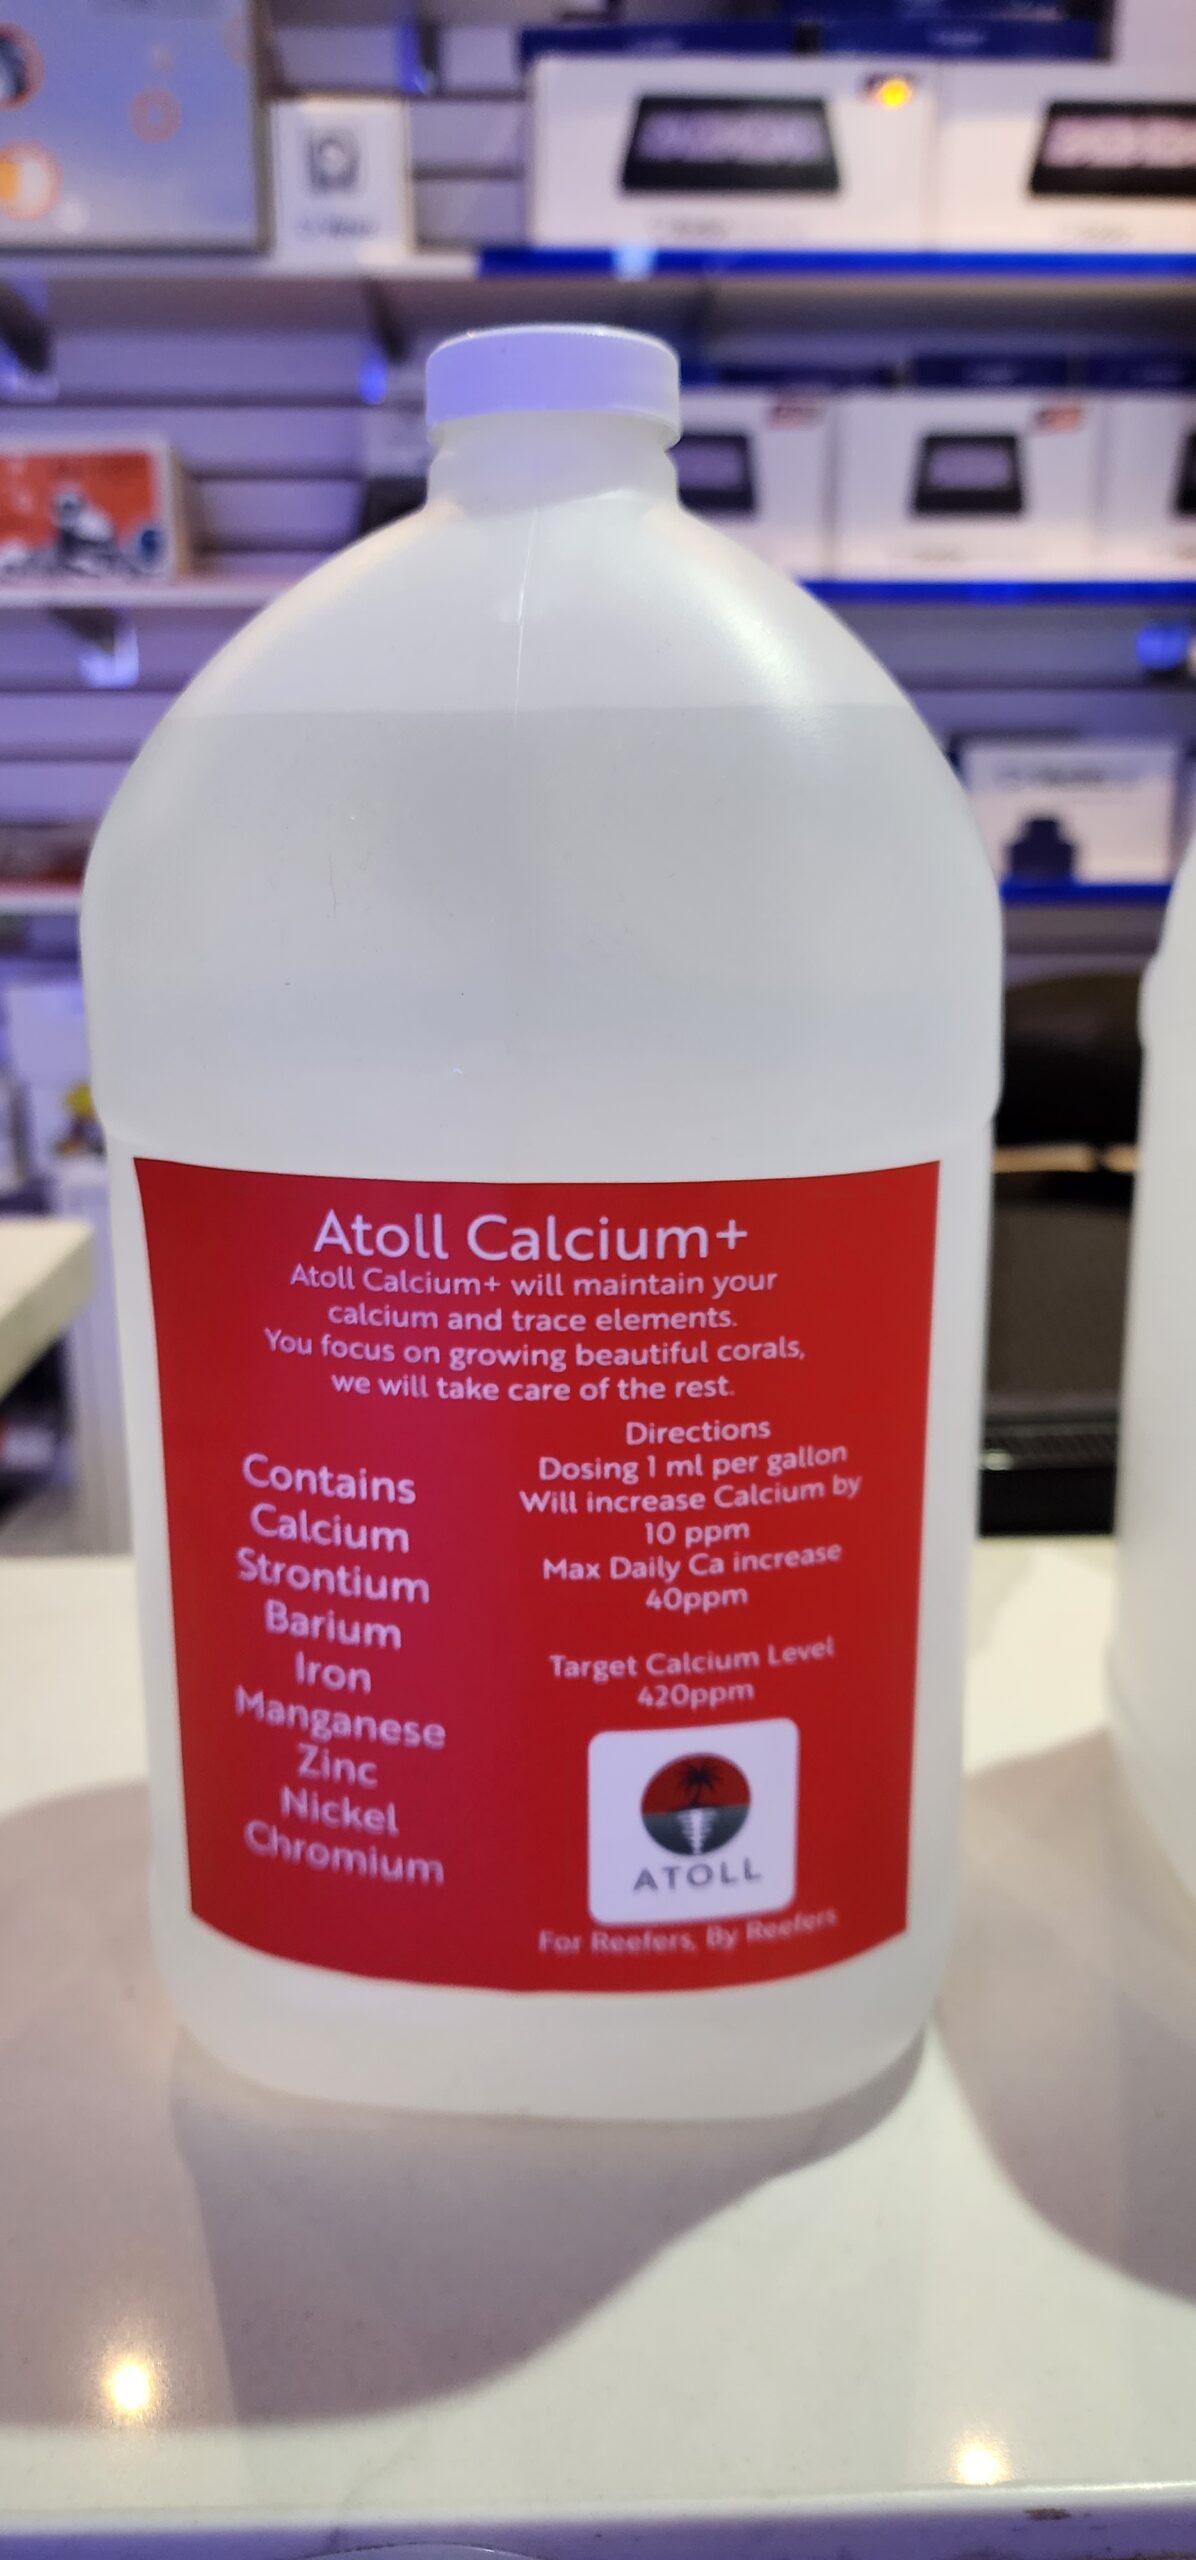 Atoll Calcium+
Atoll Calcium+ will maintain your
calcium and trace elements.
You focus on growing beautiful corals,
we will take care of the rest.
Contains
Calcium
Strontium
Barium
Iron
Manganese
Zinc
Nickel
Chromium
Directions
Dosing 1 ml per gallon
Will increase Calcium by
10 ppm
Max Daily Ca increase
40ppm
Target Calcium Level
420ppm
ATOLL
For Reefers, By Reefers